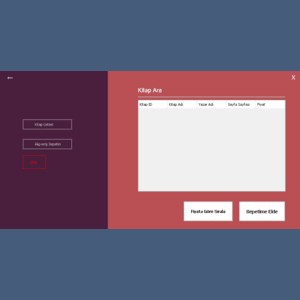 ←
X
Kitap Ara
Kitap ID
Kitap Adı
Yazar Adı
Sayfa Sayısı
Fiyat
Kitap Listesi
Alışveriş Sepetim
Fiyata Göre Sırala
Sepetime Ekle